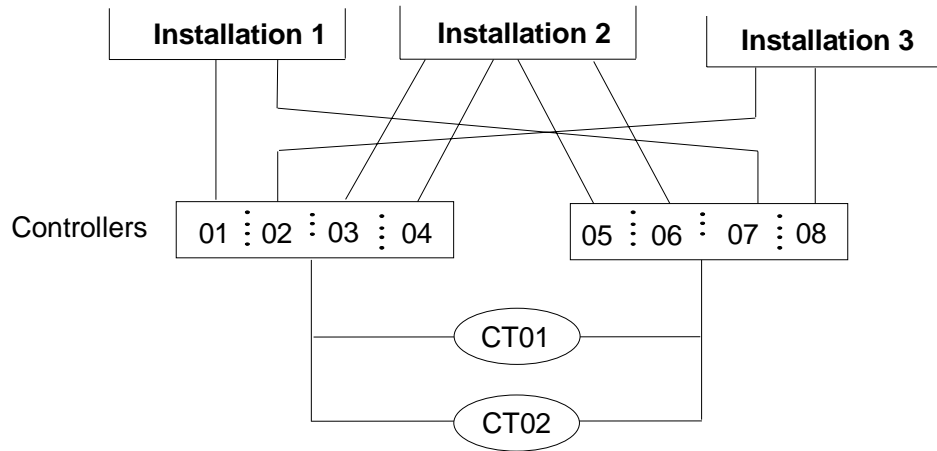 Installation 1
Installation 2
Installation 3
Controllers
01 02 03 04
05 06 07 08
CT01
CT02